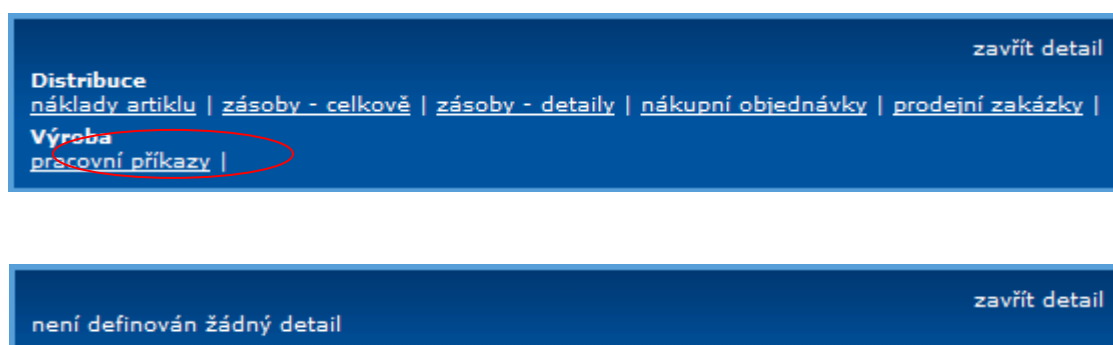 zavřít detail
Distribuce
náklady artiklu | zásoby - celkově | zásoby - detaily | nákupní objednávky | prodejní zakázky |
Výroba
pracovní příkazy |
zavřít detail
není definován žádný detail